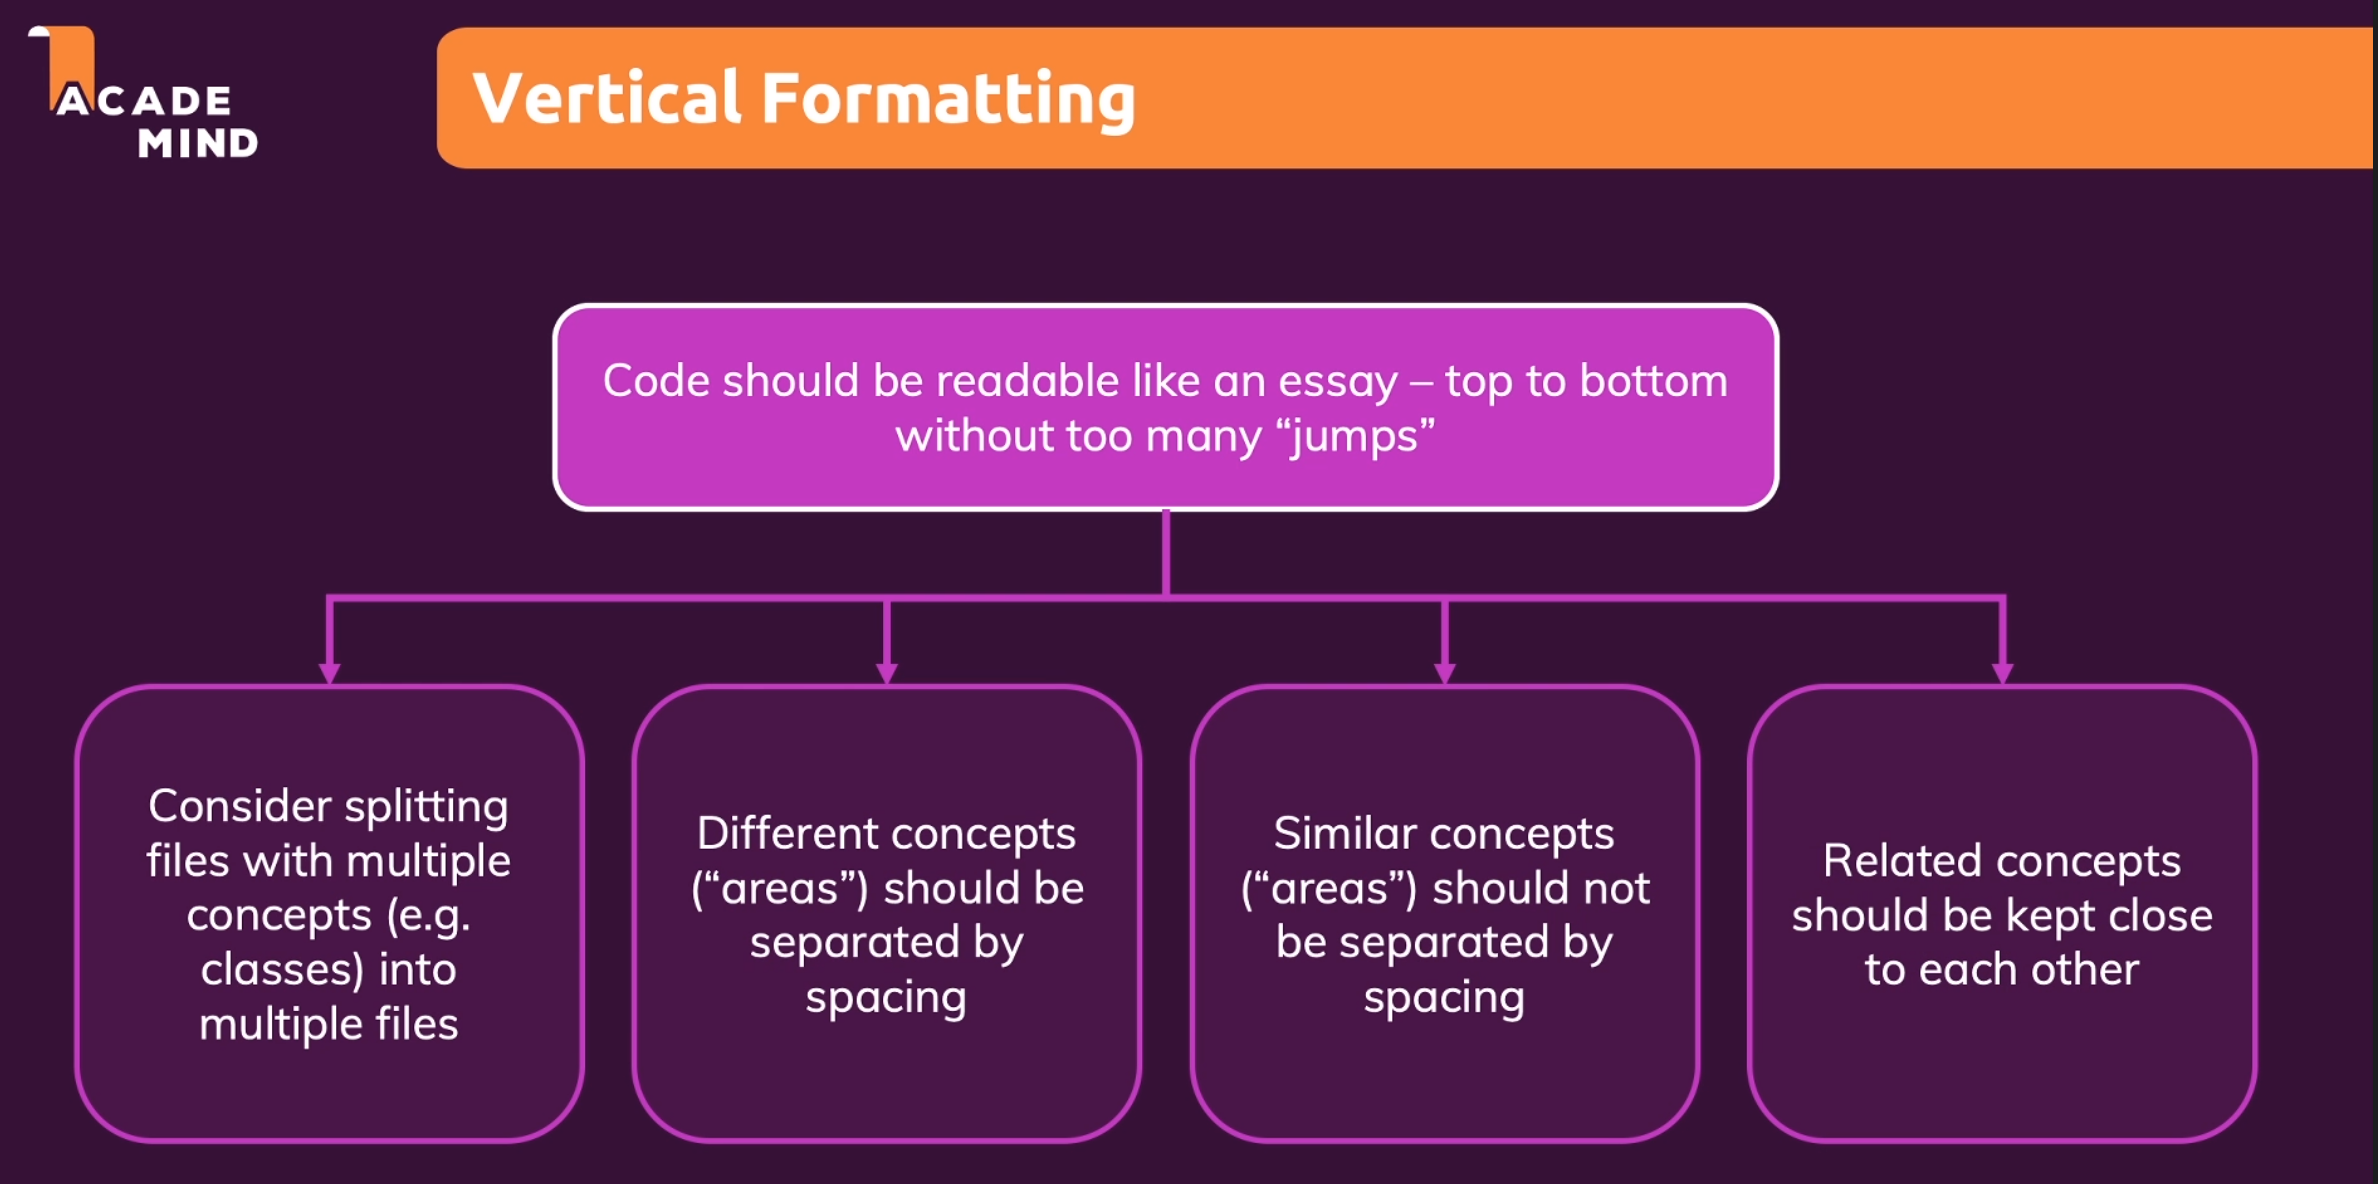 ACADE
MIND
Vertical Formatting
Code should be readable like an essay – top to bottom
without too many “jumps”
Consider splitting
files with multiple
concepts (e.g.
classes) into
multiple files
Different concepts
(“areas”) should be
separated by
spacing
Similar concepts
(“areas”) should not
be separated by
spacing
Related concepts
should be kept close
to each other